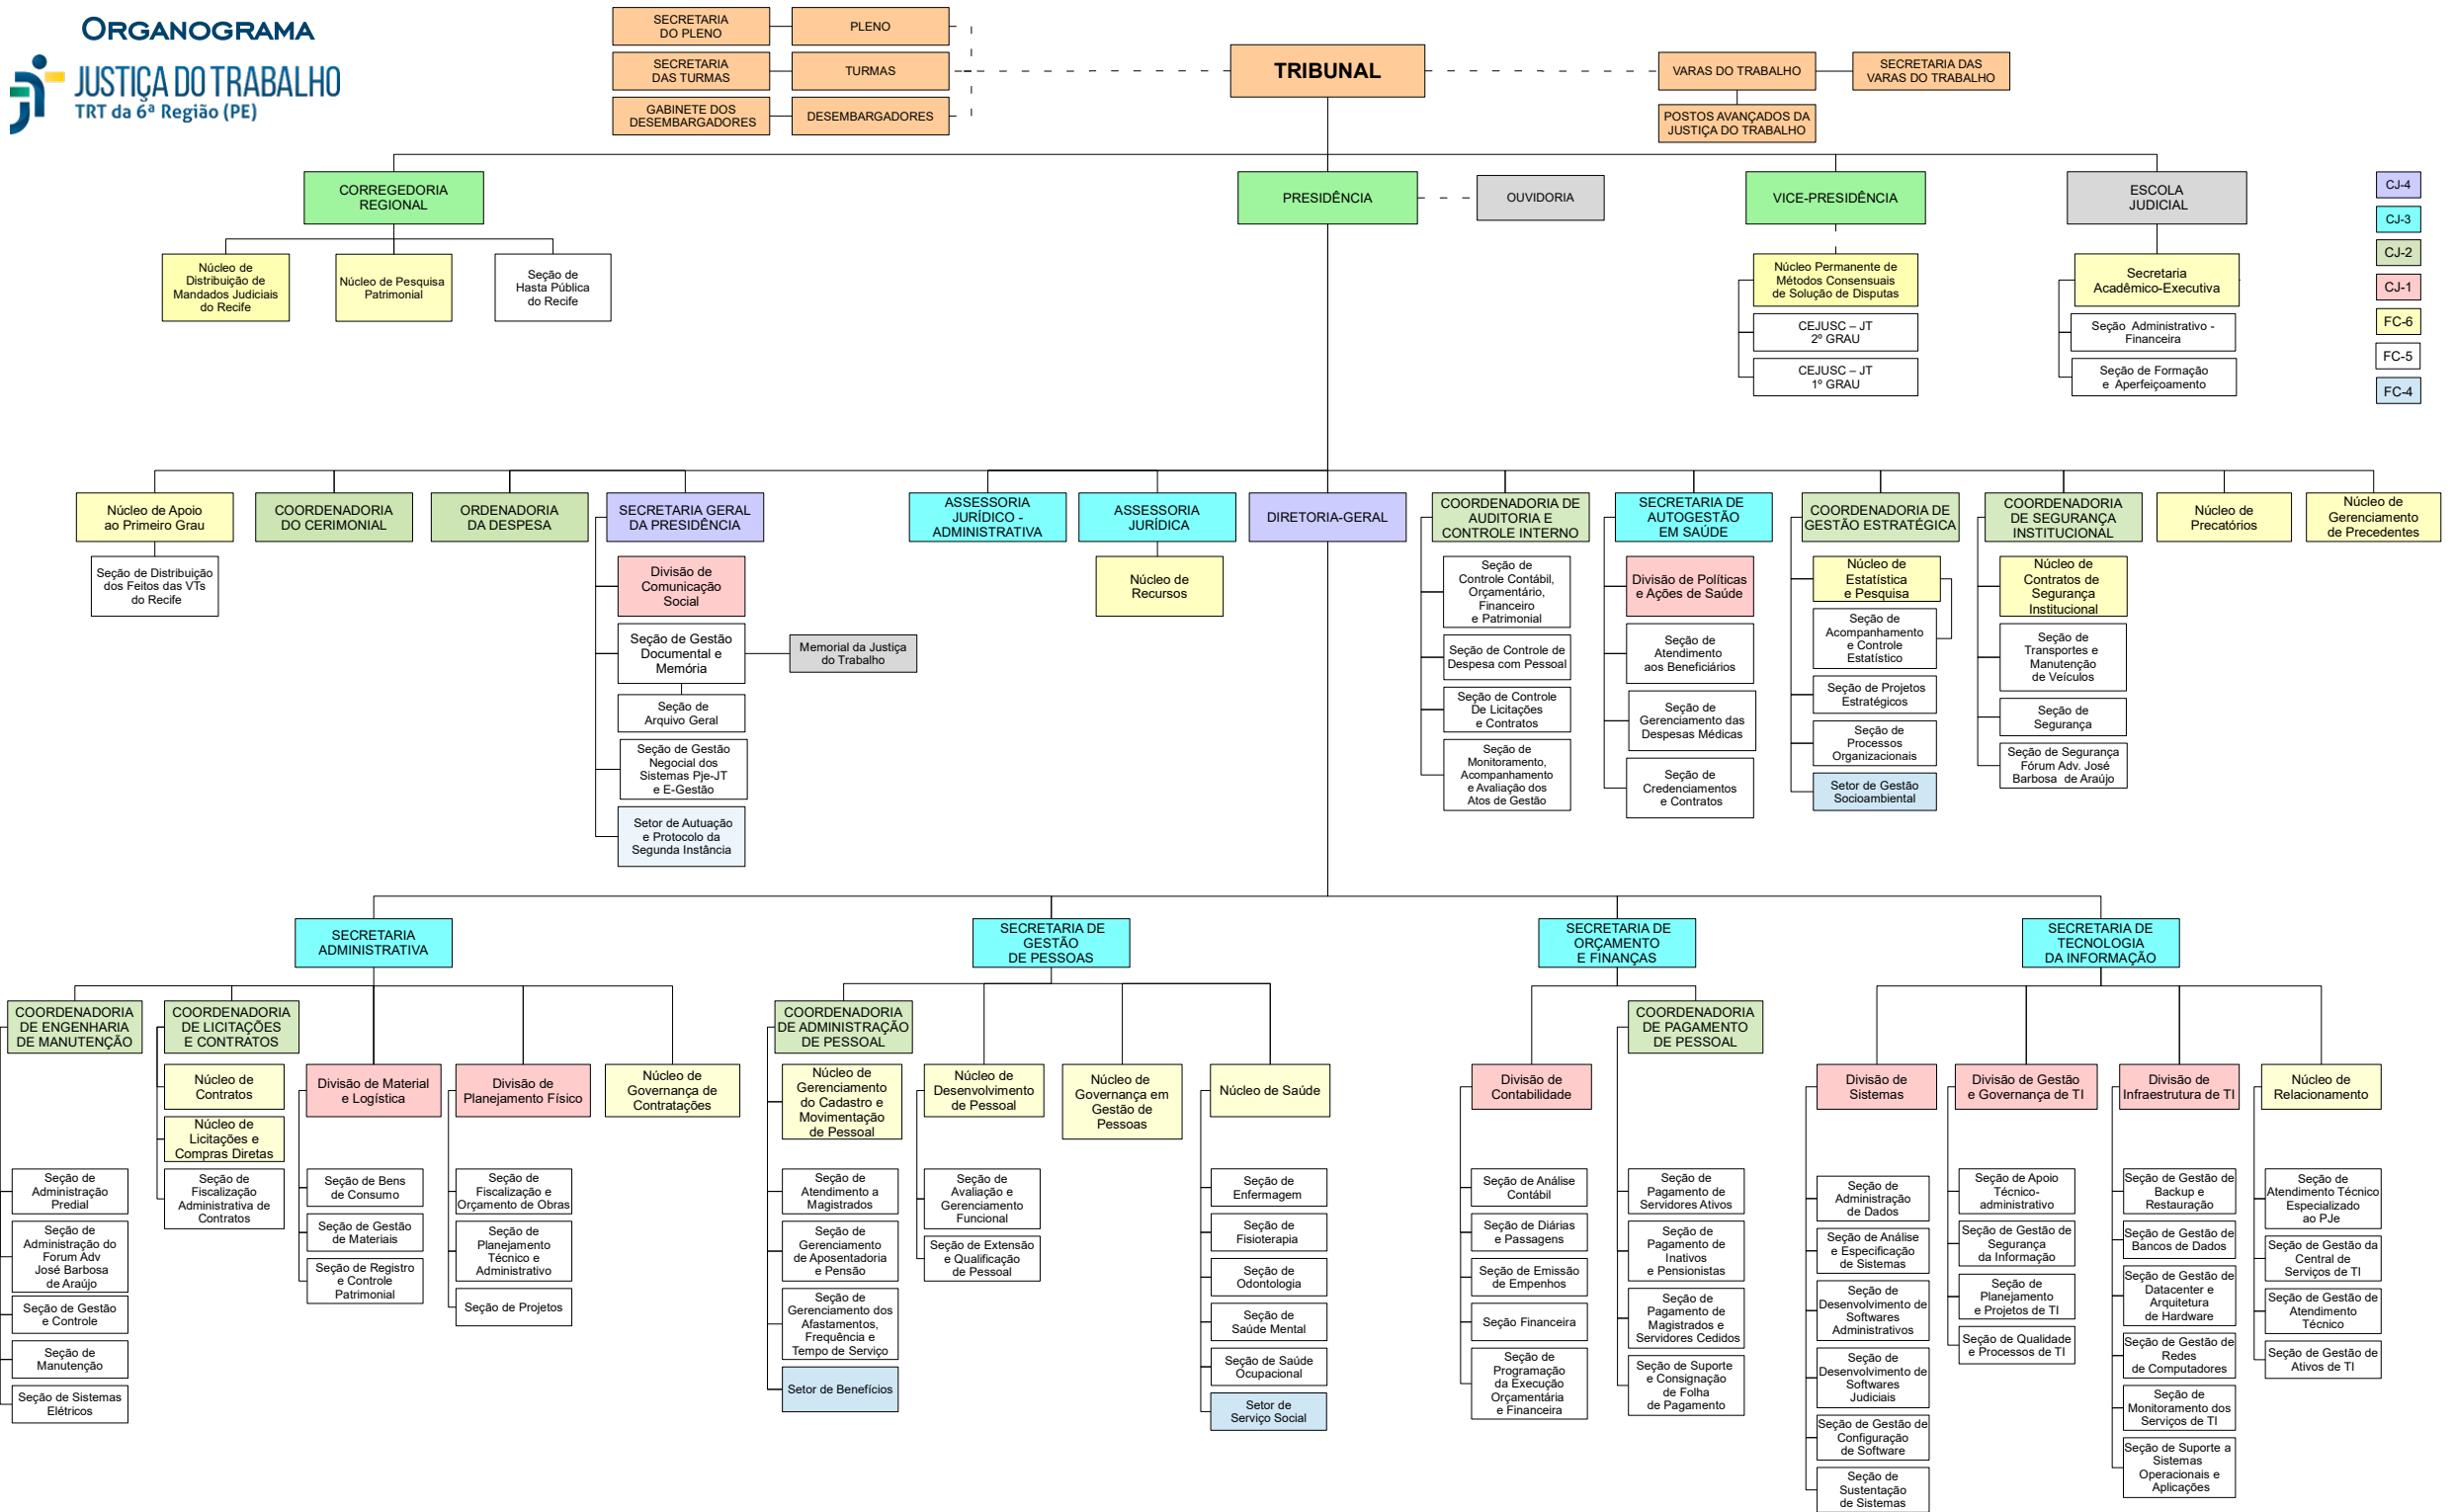 ORGANOGRAMA
JUSTIÇA DO TRABALHO
TRT da 6ª Região (PE)
SECRETARIA
DO PLENO
PLENO
SECRETARIA
DAS TURMAS
TURMAS
GABINETE DOS
DESEMBARGADORES
DESEMBARGADORES
TRIBUNAL
VARAS DO TRABALHO
SECRETARIA DAS
VARAS DO TRABALHO
POSTOS AVANÇADOS DA
JUSTIÇA DO TRABALHO
CORREGEDORIA
REGIONAL
PRESIDÊNCIA
OUVIDORIA
VICE-PRESIDÊNCIA
ESCOLA
JUDICIAL
CJ-4
CJ-3
CJ-2
CJ-1
FC-6
FC-5
FC-4
Núcleo de
Distribuição de
Mandados Judiciais
do Recife
Núcleo de Pesquisa
Patrimonial
Seção de
Hasta Pública
do Recife
Núcleo Permanente de
Métodos Consensuais
de Solução de Disputas
CEJUSC – JT
2º GRAU
CEJUSC – JT
1º GRAU
Secretaria
Acadêmico-Executiva
Seção Administrativo -
Financeira
Seção de Formação
e Aperfeiçoamento
Núcleo de Apoio
ao Primeiro Grau
Seção de Distribuição
dos Feitos das VTs
do Recife
COORDENADORIA
DO CERIMONIAL
ORDENADORIA
DA DESPESA
SECRETARIA GERAL
DA PRESIDÊNCIA
Divisão de
Comunicação
Social
Seção de Gestão
Documental e
Memória
Memorial da Justiça
do Trabalho
Seção de
Arquivo Geral
Seção de Gestão
Negocial dos
Sistemas Pje-JT
e E-Gestão
Setor de Autuação
e Protocolo da
Segunda Instância
ASSESSORIA
JURÍDICO -
ADMINISTRATIVA
ASSESSORIA
JURÍDICA
Núcleo de
Recursos
DIRETORIA-GERAL
COORDENADORIA DE
AUDITORIA E
CONTROLE INTERNO
Seção de
Controle Contábil,
Orçamentário,
Financeiro
e Patrimonial
Seção de Controle de
Despesa com Pessoal
Seção de Controle
De Licitações
e Contratos
Seção de
Monitoramento,
Acompanhamento
e Avaliação dos
Atos de Gestão
SECRETARIA DE
AUTOGESTÃO
EM SAÚDE
Divisão de Políticas
e Ações de Saúde
Seção de
Atendimento
aos Beneficiários
Seção de
Gerenciamento das
Despesas Médicas
Seção de
Credenciamentos
e Contratos
COORDENADORIA DE
GESTÃO ESTRATÉGICA
Núcleo de
Estatística
e Pesquisa
Seção de
Acompanhamento
e Controle
Estatístico
Seção de Projetos
Estratégicos
Seção de
Processos
Organizacionais
Setor de Gestão
Socioambiental
COORDENADORIA
DE SEGURANÇA
INSTITUCIONAL
Núcleo de
Contratos de
Segurança
Institucional
Seção de
Transportes e
Manutenção
de Veículos
Seção de
Segurança
Seção de Segurança
Fórum Adv. José
Barbosa de Araújo
Núcleo de
Precatórios
Núcleo de
Gerenciamento
de Precedentes
SECRETARIA
ADMINISTRATIVA
COORDENADORIA
DE ENGENHARIA
DE MANUTENÇÃO
Seção de
Administração
Predial
Seção de
Administração do
Forum Adv
José Barbosa
de Araújo
Seção de Gestão
e Controle
Seção de
Manutenção
Seção de Sistemas
Elétricos
COORDENADORIA
DE LICITAÇÕES
E CONTRATOS
Núcleo de
Contratos
Núcleo de
Licitações e
Compras Diretas
Seção de
Fiscalização
Administrativa de
Contratos
Divisão de Material
e Logística
Seção de Bens
de Consumo
Seção de Gestão
de Materiais
Seção de Registro
e Controle
Patrimonial
Divisão de
Planejamento Físico
Seção de
Fiscalização e
Orçamento de Obras
Seção de
Planejamento
Técnico e
Administrativo
Seção de Projetos
Núcleo de
Governança de
Contratações
SECRETARIA DE
GESTÃO
DE PESSOAS
COORDENADORIA
DE ADMINISTRAÇÃO
DE PESSOAL
Núcleo de
Gerenciamento
do Cadastro e
Movimentação
de Pessoal
Seção de
Atendimento a
Magistrados
Seção de
Gerenciamento
de Aposentadoria
e Pensão
Seção de
Gerenciamento dos
Afastamentos,
Frequência e
Tempo de Serviço
Setor de Benefícios
Núcleo de
Desenvolvimento
de Pessoal
Seção de
Avaliação e
Gerenciamento
Funcional
Seção de Extensão
e Qualificação
de Pessoal
Núcleo de
Governança em
Gestão de
Pessoas
Núcleo de Saúde
Seção de
Enfermagem
Seção de
Fisioterapia
Seção de
Odontologia
Seção de
Saúde Mental
Seção de Saúde
Ocupacional
Setor de
Serviço Social
SECRETARIA DE
ORÇAMENTO
E FINANÇAS
Divisão de
Contabilidade
Seção de Análise
Contábil
Seção de Diárias
e Passagens
Seção de Emissão
de Empenhos
Seção Financeira
Seção de
Programação
da Execução
Orçamentária
e Financeira
COORDENADORIA
DE PAGAMENTO
DE PESSOAL
Seção de
Pagamento de
Servidores Ativos
Seção de
Pagamento de
Inativos
e Pensionistas
Seção de
Pagamento de
Magistrados e
Servidores Cedidos
Seção de Suporte
e Consignação
de Folha
de Pagamento
SECRETARIA DE
TECNOLOGIA
DA INFORMAÇÃO
Divisão de
Sistemas
Seção de
Administração
de Dados
Seção de Análise
e Especificação
de Sistemas
Seção de
Desenvolvimento de
Softwares
Administrativos
Seção de
Desenvolvimento de
Softwares
Judiciais
Seção de Gestão de
Configuração
de Software
Seção de
Sustentação
de Sistemas
Divisão de Gestão
e Governança de TI
Seção de Apoio
Técnico-
administrativo
Seção de Gestão de
Segurança
da Informação
Seção de
Planejamento
e Projetos de TI
Seção de Qualidade
e Processos de TI
Divisão de
Infraestrutura de TI
Seção de Gestão de
Backup e
Restauração
Seção de Gestão de
Bancos de Dados
Seção de Gestão de
Datacenter e
Arquitetura
de Hardware
Seção de Gestão de
Redes
de Computadores
Seção de
Monitoramento dos
Serviços de TI
Seção de Suporte a
Sistemas
Operacionais e
Aplicações
Núcleo de
Relacionamento
Seção de
Atendimento Técnico
Especializado
ao PJe
Seção de Gestão da
Central de
Serviços de TI
Seção de Gestão de
Atendimento
Técnico
Seção de Gestão de
Ativos de TI